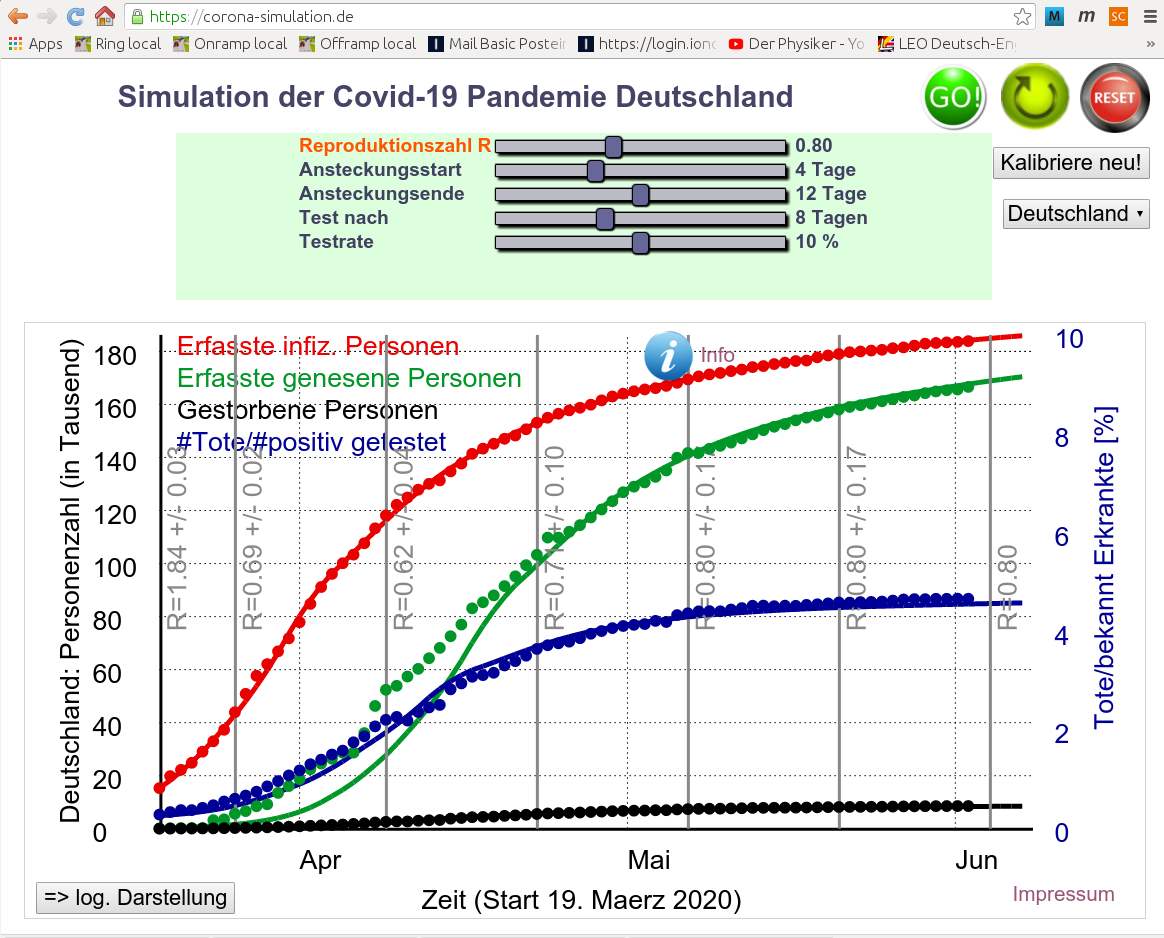 https://corona-simulation.de
M
m
SC
Apps
Ring local
Onramp local
Offramp local
Mail Basic Postein
https://login.iono
Der Physiker - Yo
LEO Deutsch-En
»
Simulation der Covid-19 Pandemie Deutschland
GO!
RESET
Reproduktionszahl R
0.80
Kalibriere neu!
Ansteckungsstart
4 Tage
Ansteckungsende
12 Tage
Deutschland
Test nach
8 Tagen
Testrate
10 %
Erfasste infiz. Personen
Erfasste genesene Personen
Gestorbene Personen
#Tote/#positiv getestet
i
Info
180
160
140
120
100
80
60
40
20
0
Deutschland: Personenzahl (in Tausend)
R=1.84 +/- 0.03
R=0.69 +/- 0.02
R=0.62 +/- 0.04
R=0.71 +/- 0.10
R=0.80 +/- 0.1
R=0.80 +/- 0.17
R=0.80
10
8
6
4
2
0
Tote/bekannt Erkrankte [%]
Apr
Mai
Jun
=> log. Darstellung
Zeit (Start 19. Maerz 2020)
Impressum